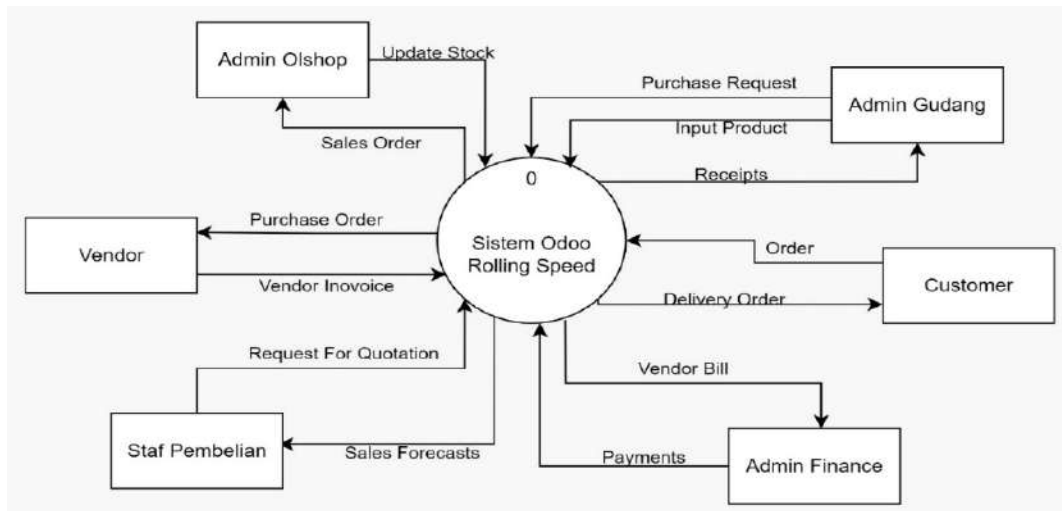 Admin Olshop
Update Stock
Sales Order
Purchase Request
Admin Gudang
Input Product
Receipts
0
Sistem Odoo
Rolling Speed
Vendor
Purchase Order
Vendor Inovoice
Order
Customer
Delivery Order
Request For Quotation
Staf Pembelian
Sales Forecasts
Vendor Bill
Payments
Admin Finance